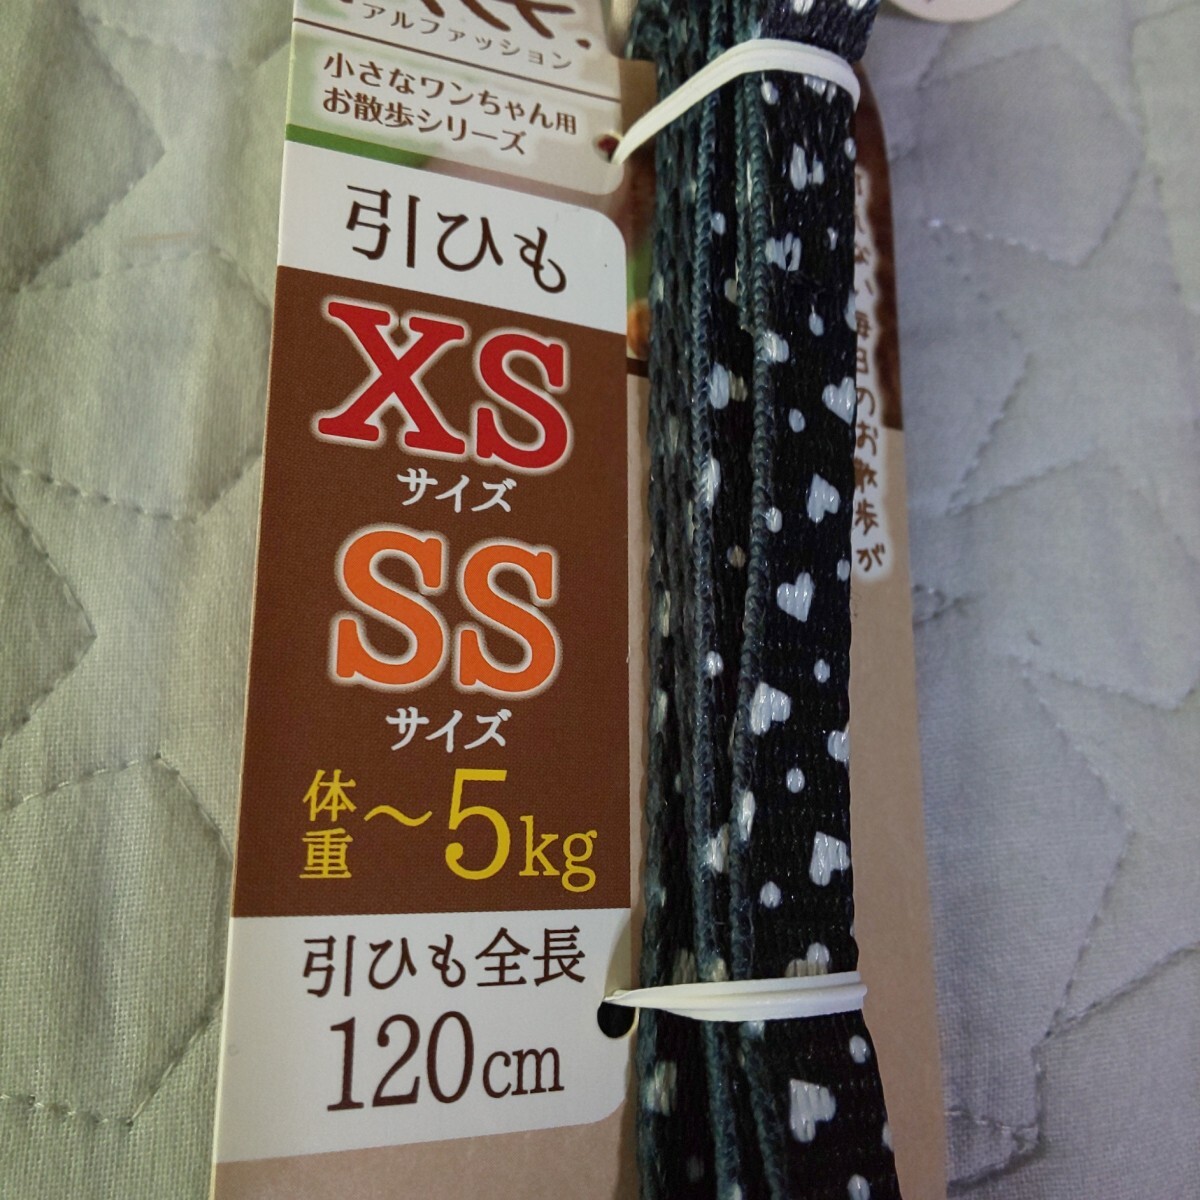 アルファッション
小さなワンちゃん用
お散歩シリーズ
引ひも
XS
サイズ
SS
サイズ
体重～5kg
引ひも全長
120cm
ない毎日のお散歩が